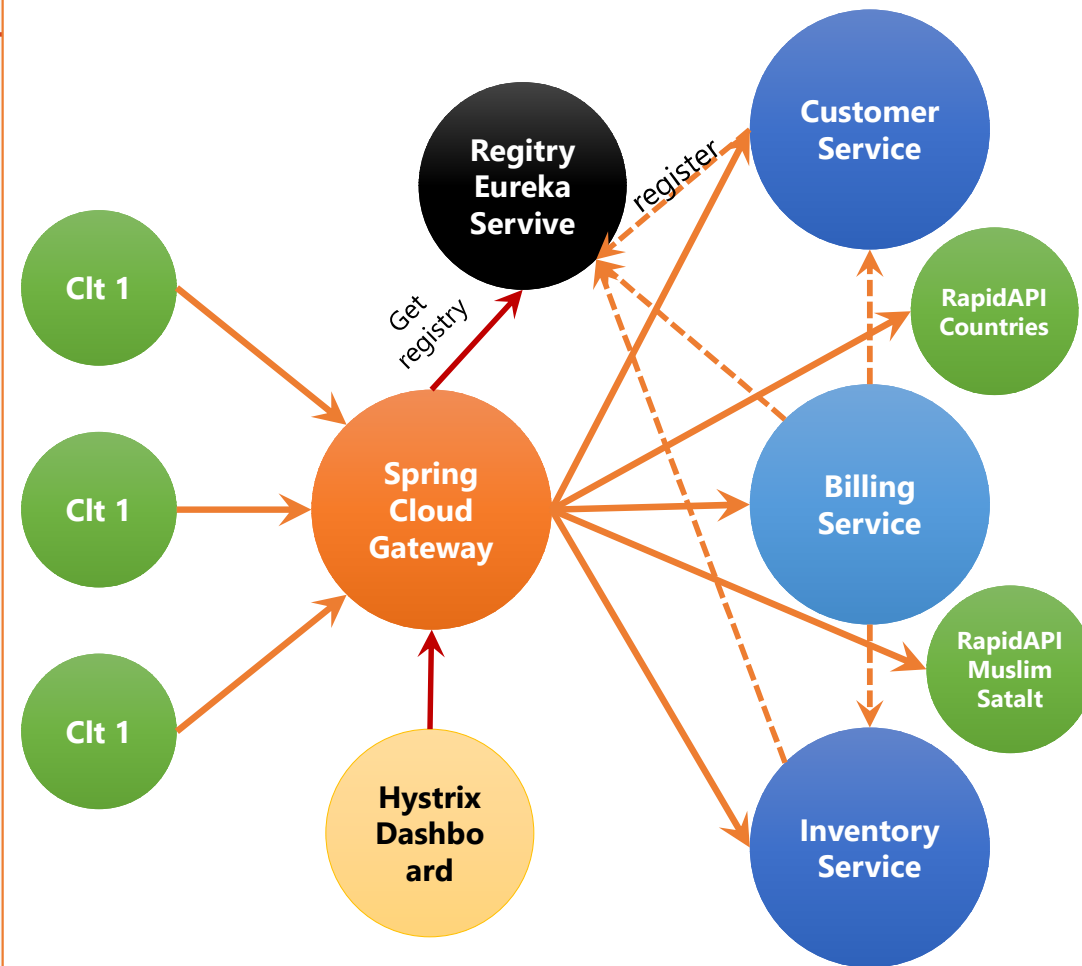 Customer
Service
Regitry
Eureka
Servive
register
Clt 1
RapidAPI
Countries
Get
registry
Spring
Cloud
Gateway
Clt 1
Billing
Service
RapidAPI
Muslim
Satalt
Clt 1
Hystrix
Dashbo
ard
Inventory
Service